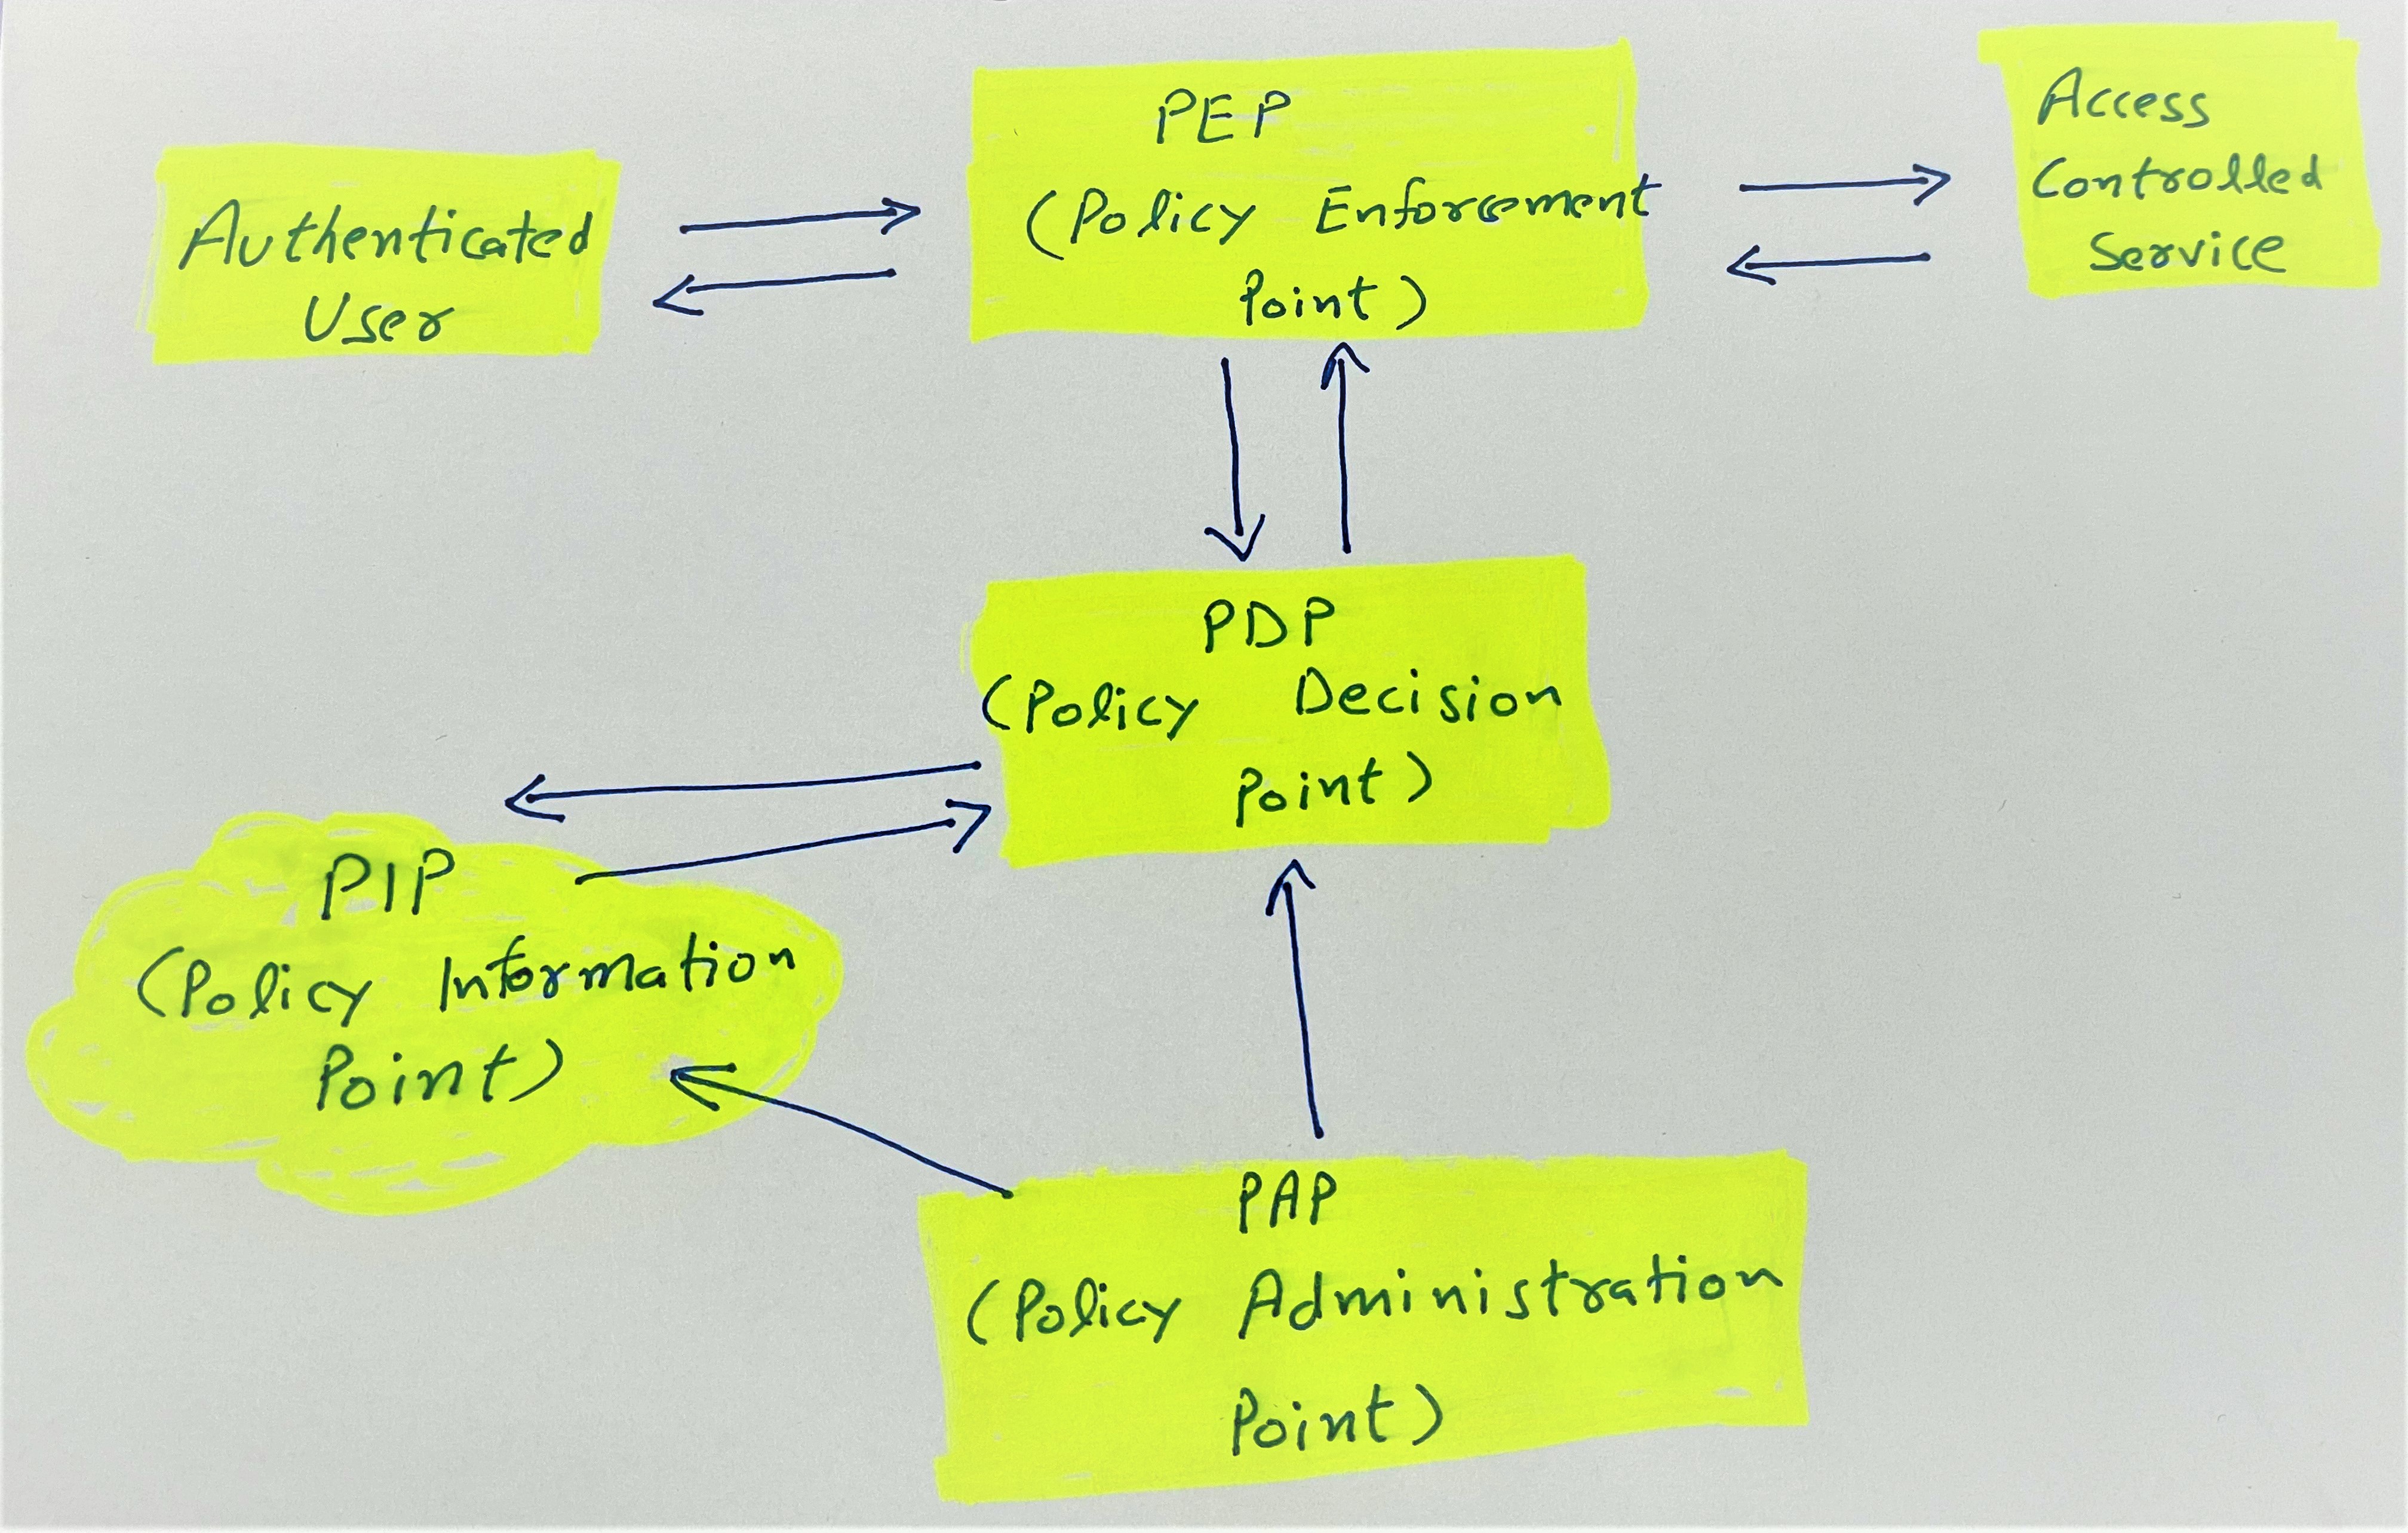 Authenticated
User
PEP
(Policy Enforcement
Point)
Access
Controlled
Service
PDP
(Policy Decision
Point)
PIP
(Policy Information
Point)
PAP
(Policy Administration
Point)